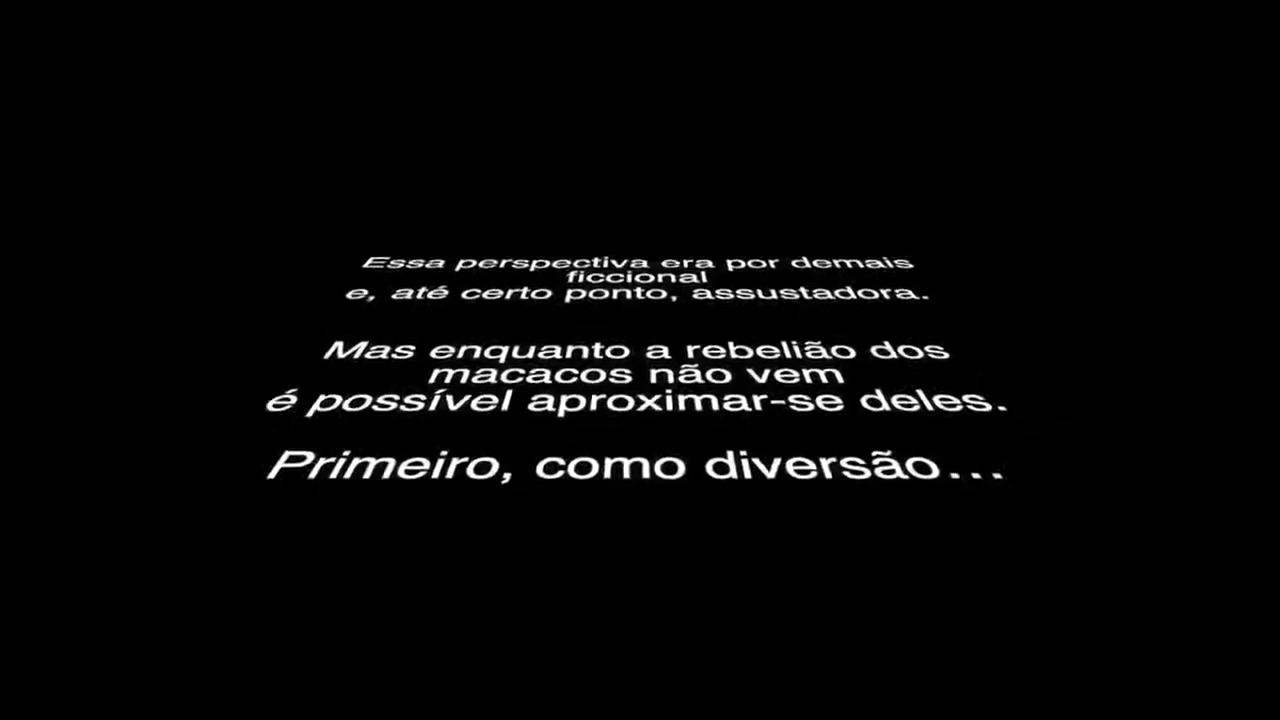 Essa perspectiva era por demais
ficcional
e, até certo ponto, assustadora.
Mas enquanto a rebelião dos
macacos não vem
é possível aproximar-se deles.
Primeiro, como diversão...